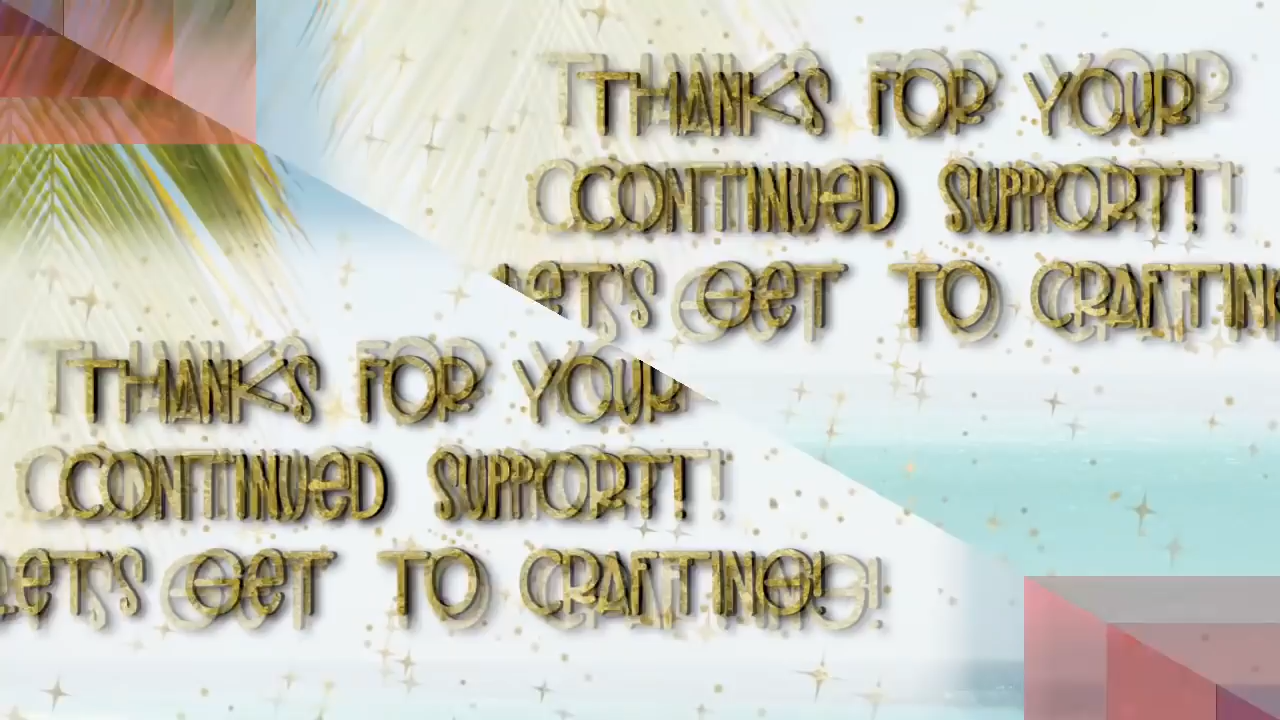 THANKS FOR YOUR
CONTINUED SUPPORT!
LET'S GET TO CRAFTING
THANKS FOR YOUR
CONTINUED SUPPORT!
LET'S GET TO CRAFTING!